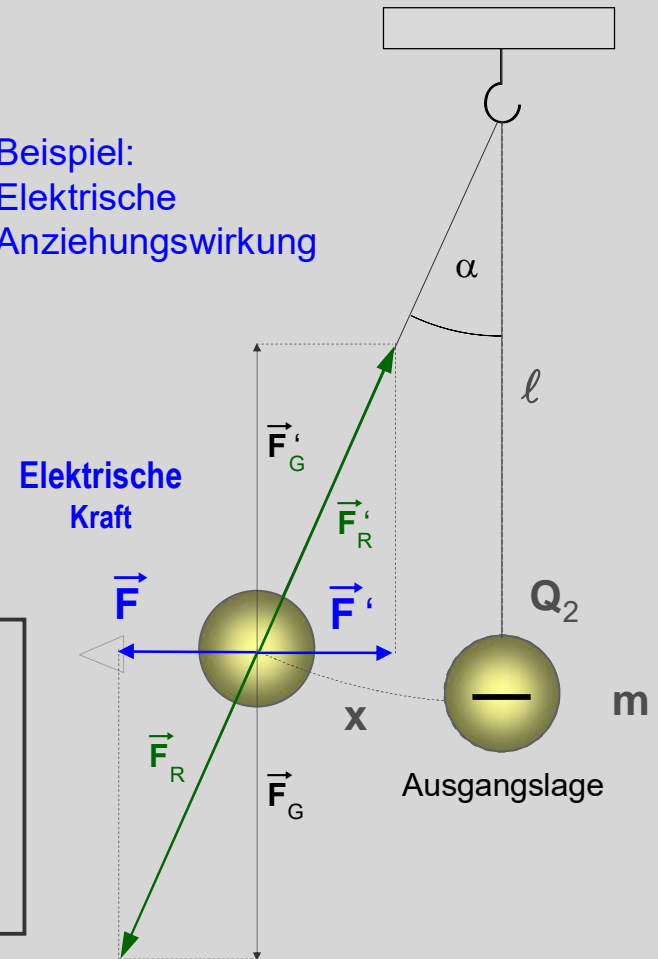 Beispiel:
Elektrische
Anziehungswirkung
α
ℓ
F'G
Elektrische
Kraft
F'R
F
F'
Q₂
x
m
FR
FG
Ausgangslage